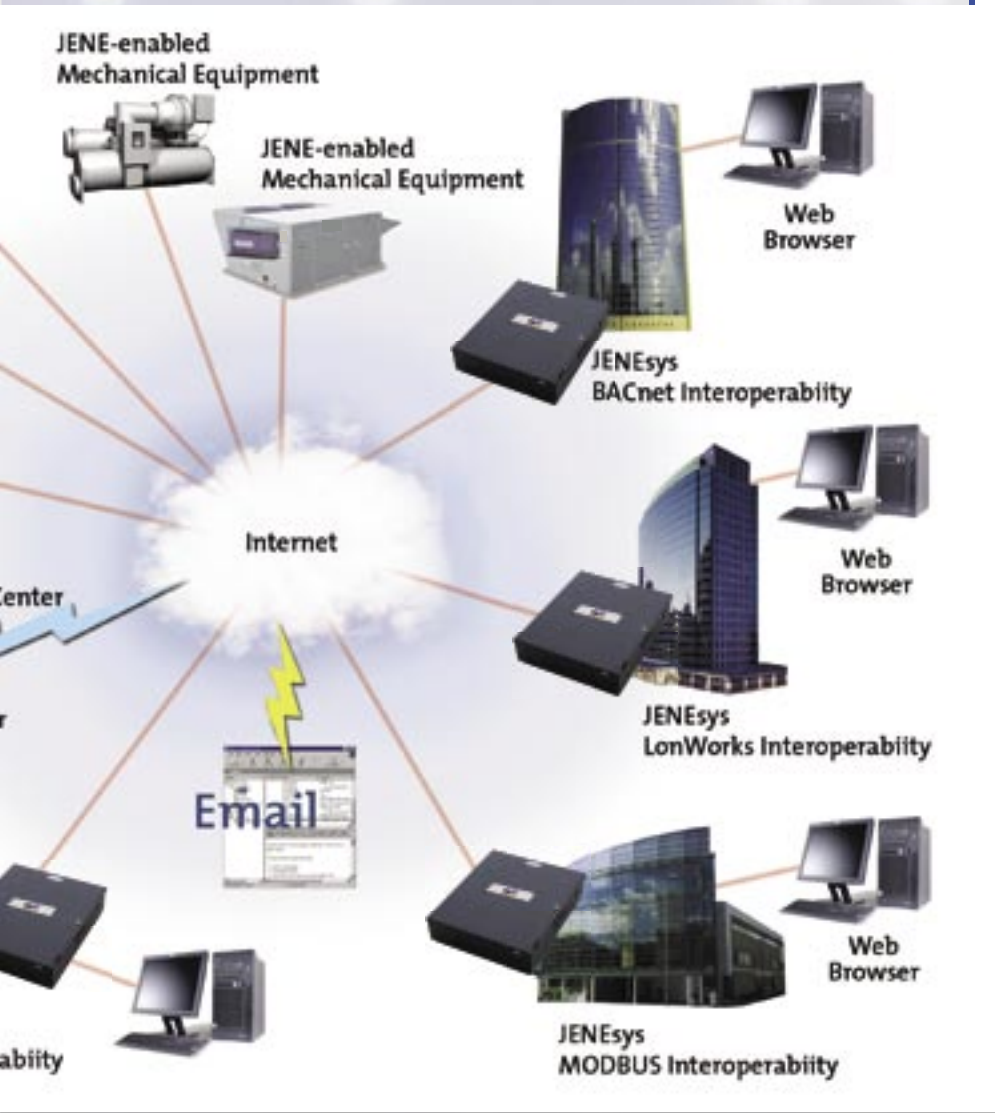 JENE-enabled
Mechanical Equipment
JENE-enabled
Mechanical Equipment
Web
Browser
JENEsys
BACnet Interoperabiity
Web
Browser
Internet
Center
JENEsys
LonWorks Interoperabiity
Email
Web
Browser
JENEsys
MODBUS Interoperabiity
abiity